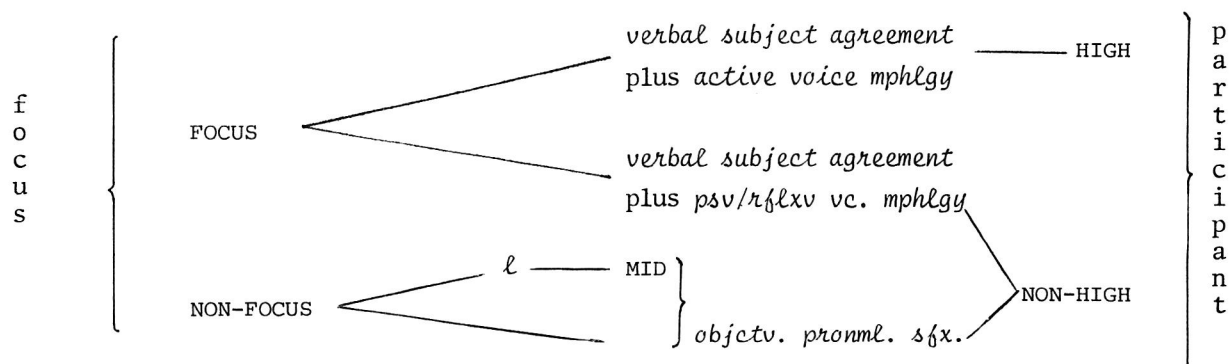 focus
verbal subject agreement
plus active voice mphlgy
HIGH
FOCUS
verbal subject agreement
plus psv/rflxv vc. mphlgy
ℓ
MID
NON-FOCUS
objctv. pronml. sfx.
NON-HIGH
participant